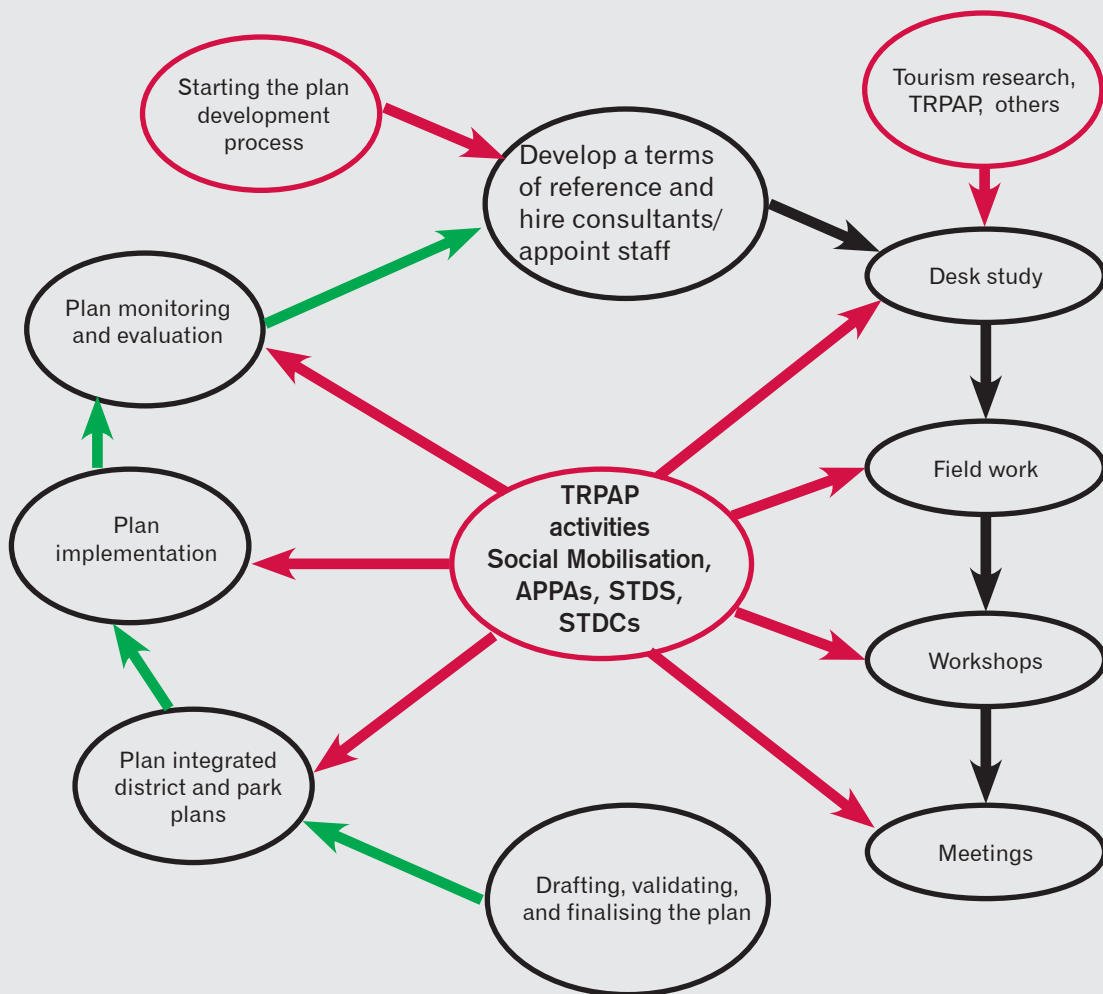 Starting the plan
development
process
Tourism research,
TRPAP, others
Develop a terms
of reference and
hire consultants/
appoint staff
Desk study
Plan monitoring
and evaluation
Field work
TRPAP
activities
Social Mobilisation,
APPAs, STDS,
STDCs
Plan
implementation
Workshops
Plan integrated
district and park
plans
Meetings
Drafting, validating,
and finalising the plan